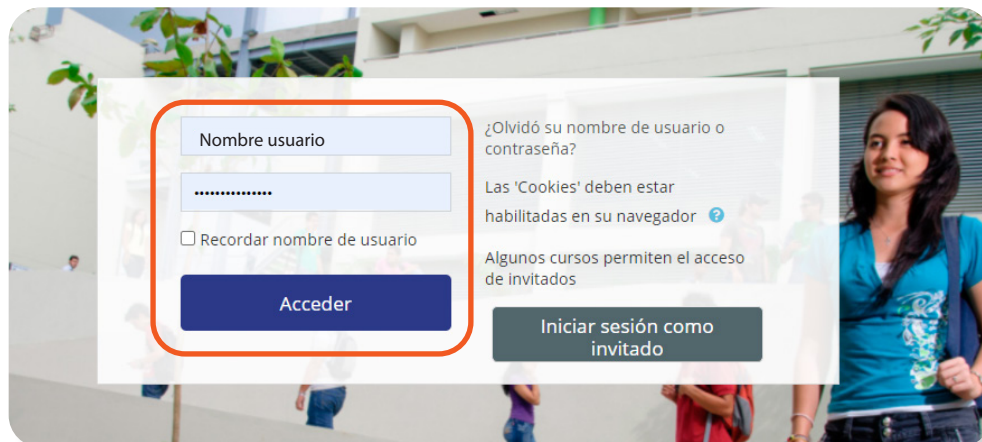 Nombre usuario
•••••••••••••••
Recordar nombre de usuario
Acceder
¿Olvidó su nombre de usuario o
contraseña?
Las 'Cookies' deben estar
habilitadas en su navegador
Algunos cursos permiten el acceso
de invitados
Iniciar sesión como
invitado